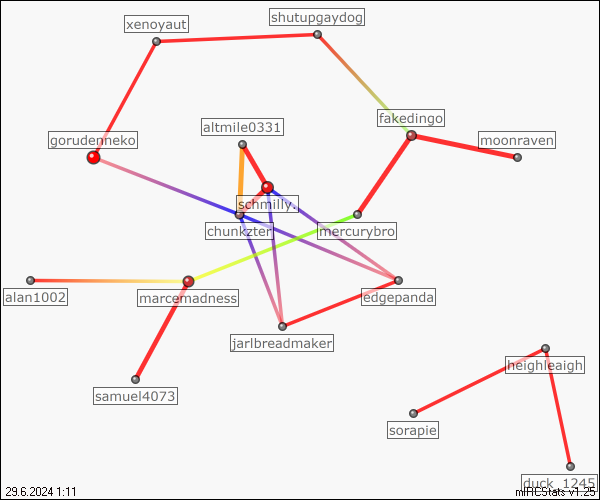 shutupgaydog
xenoyaut
fakedingo
altmile0331
gorudenneko
moonraven
schmilly.
chunkzter
mercurybro
alan1002
marcemadness
edgepanda
jarlbreadmaker
heighleaigh
samuel4073
sorapie
duck_1245
29.6.2024 1:11
mIRCStats v1.25